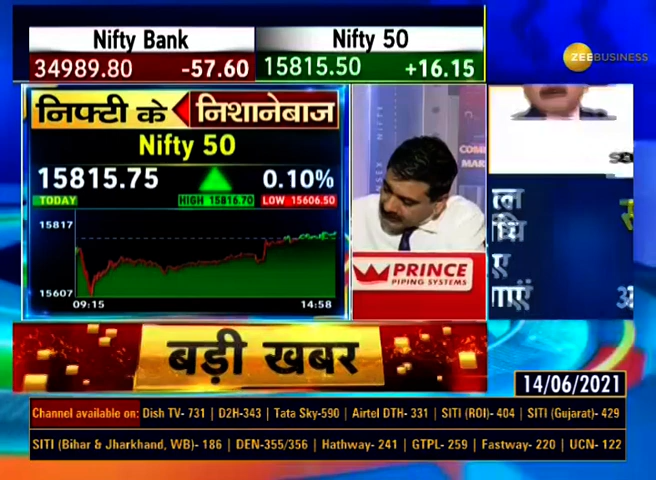 Nifty Bank
34989.80 -57.60
Nifty 50
15815.50 +16.15
ZEE BUSINESS
निफ्टी के निशानेबाज
Nifty 50
15815.75 0.10%
TODAY HIGH 15816.70 LOW 15606.50
15817
15607
09:15 14:58
PRINCE
PIPING SYSTEMS
बड़ी खबर
14/06/2021
Channel available on: Dish TV- 731 | D2H-343 | Tata Sky-590 | Airtel DTH- 331 | SITI (ROI)- 404 | SITI (Gujarat)- 429
SITI (Bihar & Jharkhand, WB)- 186 | DEN-355/356 | Hathway- 241 | GTPL- 259 | Fastway- 220 | UCN- 122